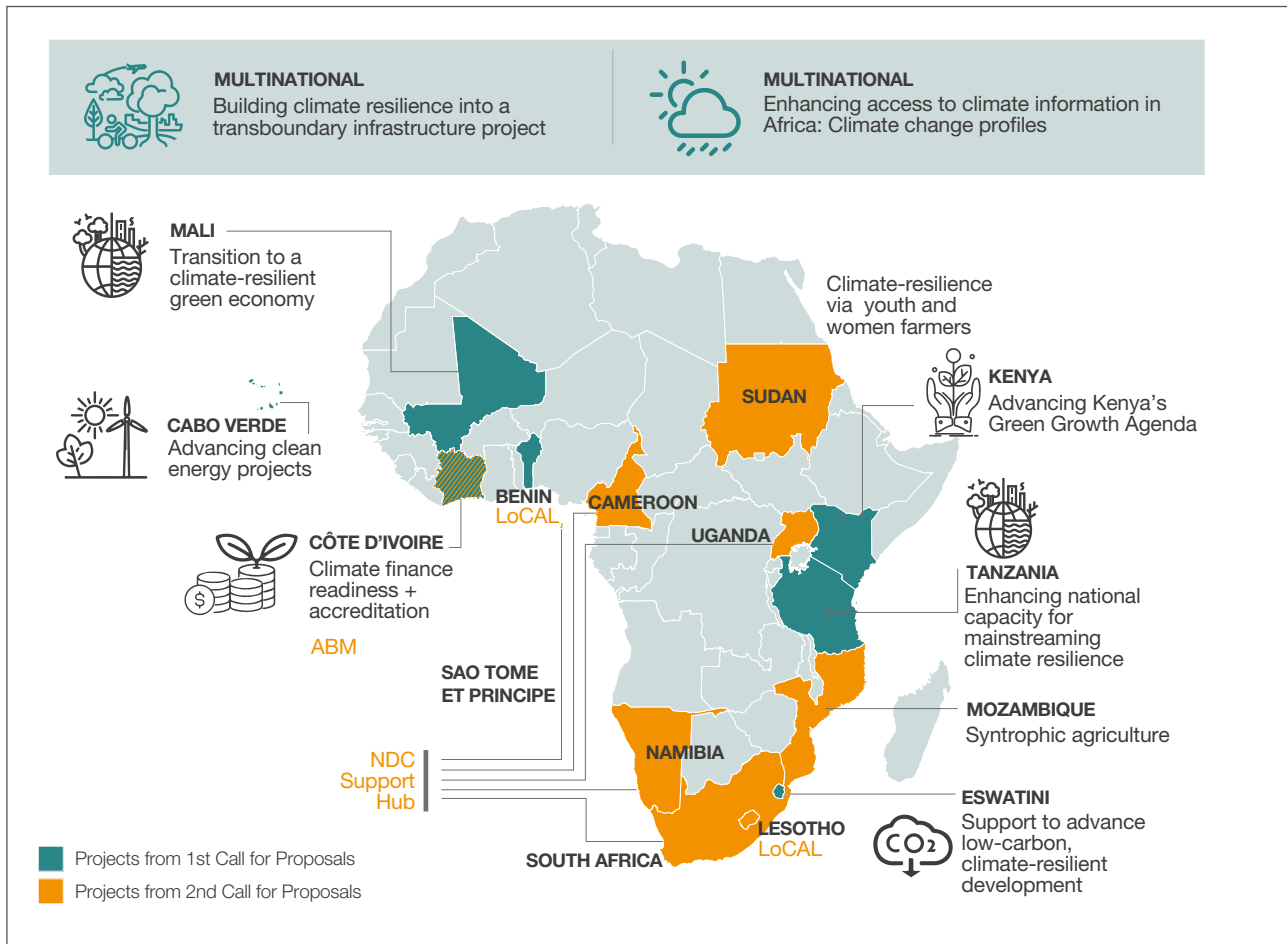 MULTINATIONAL
Building climate resilience into a
transboundary infrastructure project
MULTINATIONAL
Enhancing access to climate information in
Africa: Climate change profiles
MALI
Transition to a
climate-resilient
green economy
Climate-resilience
via youth and
women farmers
SUDAN
KENYA
Advancing Kenya's
Green Growth Agenda
CABO VERDE
Advancing clean
energy projects
BENIN
LoCAL
CAMEROON
UGANDA
CÔTE D'IVOIRE
Climate finance
readiness +
accreditation
$
ABM
TANZANIA
Enhancing national
capacity for
mainstreaming
climate resilience
SAO TOME
ET PRINCIPE
MOZAMBIQUE
Syntrophic agriculture
NAMIBIA
NDC
Support
Hub
ESWATINI
Support to advance
low-carbon,
climate-resilient
development
CO2
LESOTHO
LoCAL
SOUTH AFRICA
Projects from 1st Call for Proposals
Projects from 2nd Call for Proposals